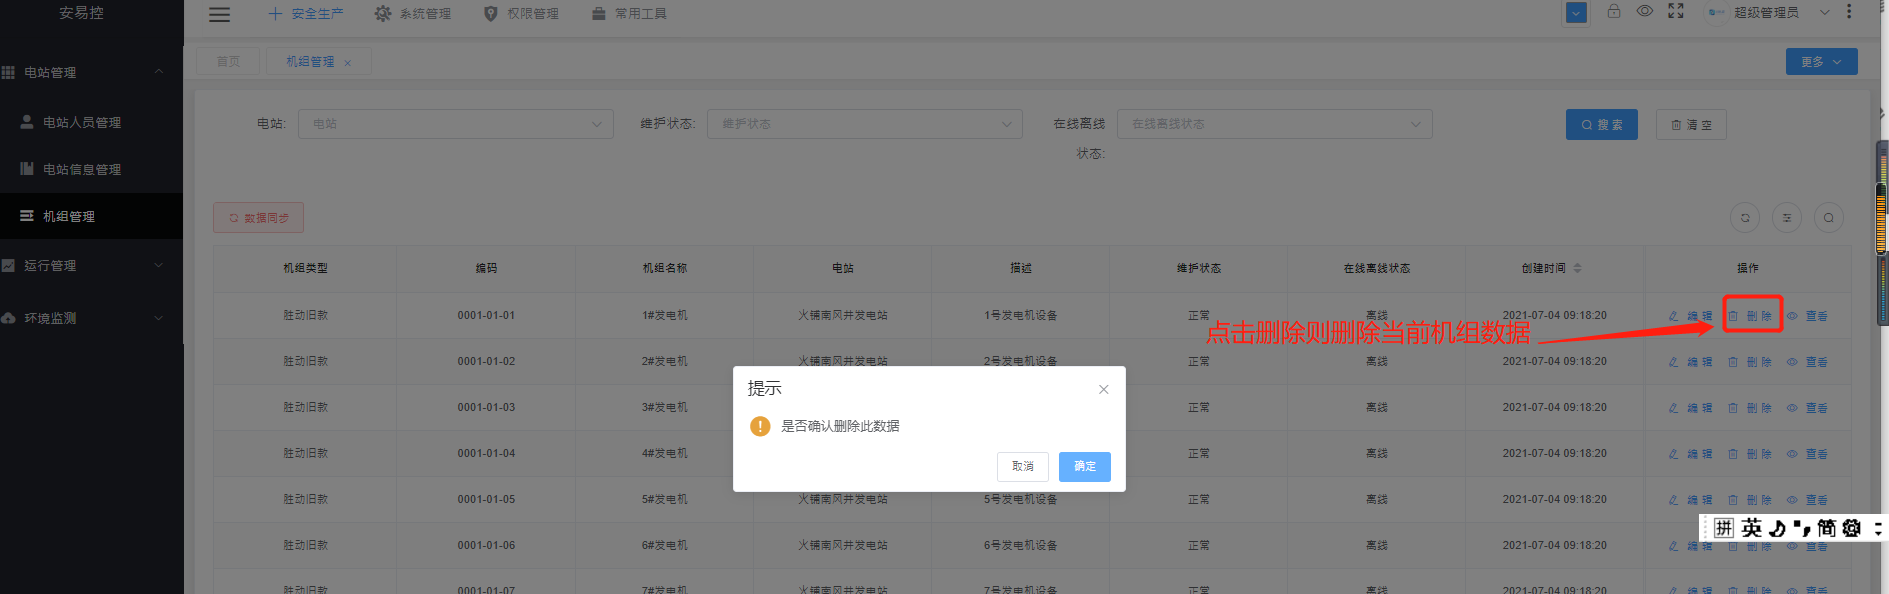 安易控
安全生产 系统管理 权限管理 常用工具 超级管理员
首页 机组管理 × 更多
电站管理
电站人员管理
电站信息管理
机组管理
运行管理
环境监测
电站: 电站 维护状态: 维护状态 在线离线状态: 在线离线状态 搜 索 清 空
数据同步
机组类型 编码 机组名称 电站 描述 维护状态 在线离线状态 创建时间 操作
胜动旧款 0001-01-01 1#发电机 火铺南风井发电站 1号发电机设备 正常 离线 2021-07-04 09:18:20 编 辑 删 除 查看
点击删除则删除当前机组数据
胜动旧款 0001-01-02 2#发电机 火铺南风井发电站 2号发电机设备 正常 离线 2021-07-04 09:18:20 编 辑 删 除 查看
胜动旧款 0001-01-03 3#发电机 正常 离线 2021-07-04 09:18:20 编 辑 删 除 查看
胜动旧款 0001-01-04 4#发电机 正常 离线 2021-07-04 09:18:20 编 辑 删 除 查看
胜动旧款 0001-01-05 5#发电机 火铺南风井发电站 5号发电机设备 正常 离线 2021-07-04 09:18:20 编 辑 删 除 查看
胜动旧款 0001-01-06 6#发电机 火铺南风井发电站 6号发电机设备 正常 离线 2021-07-04 09:18:20 编 辑 删 除 查看
胜动旧款 0001-01-07 7#发电机 火铺南风井发电站 7号发电机设备 正常 离线 2021-07-04 09:18:20 编 辑 删 除 查看
提示
是否确认删除此数据
取消 确定
拼 英 简